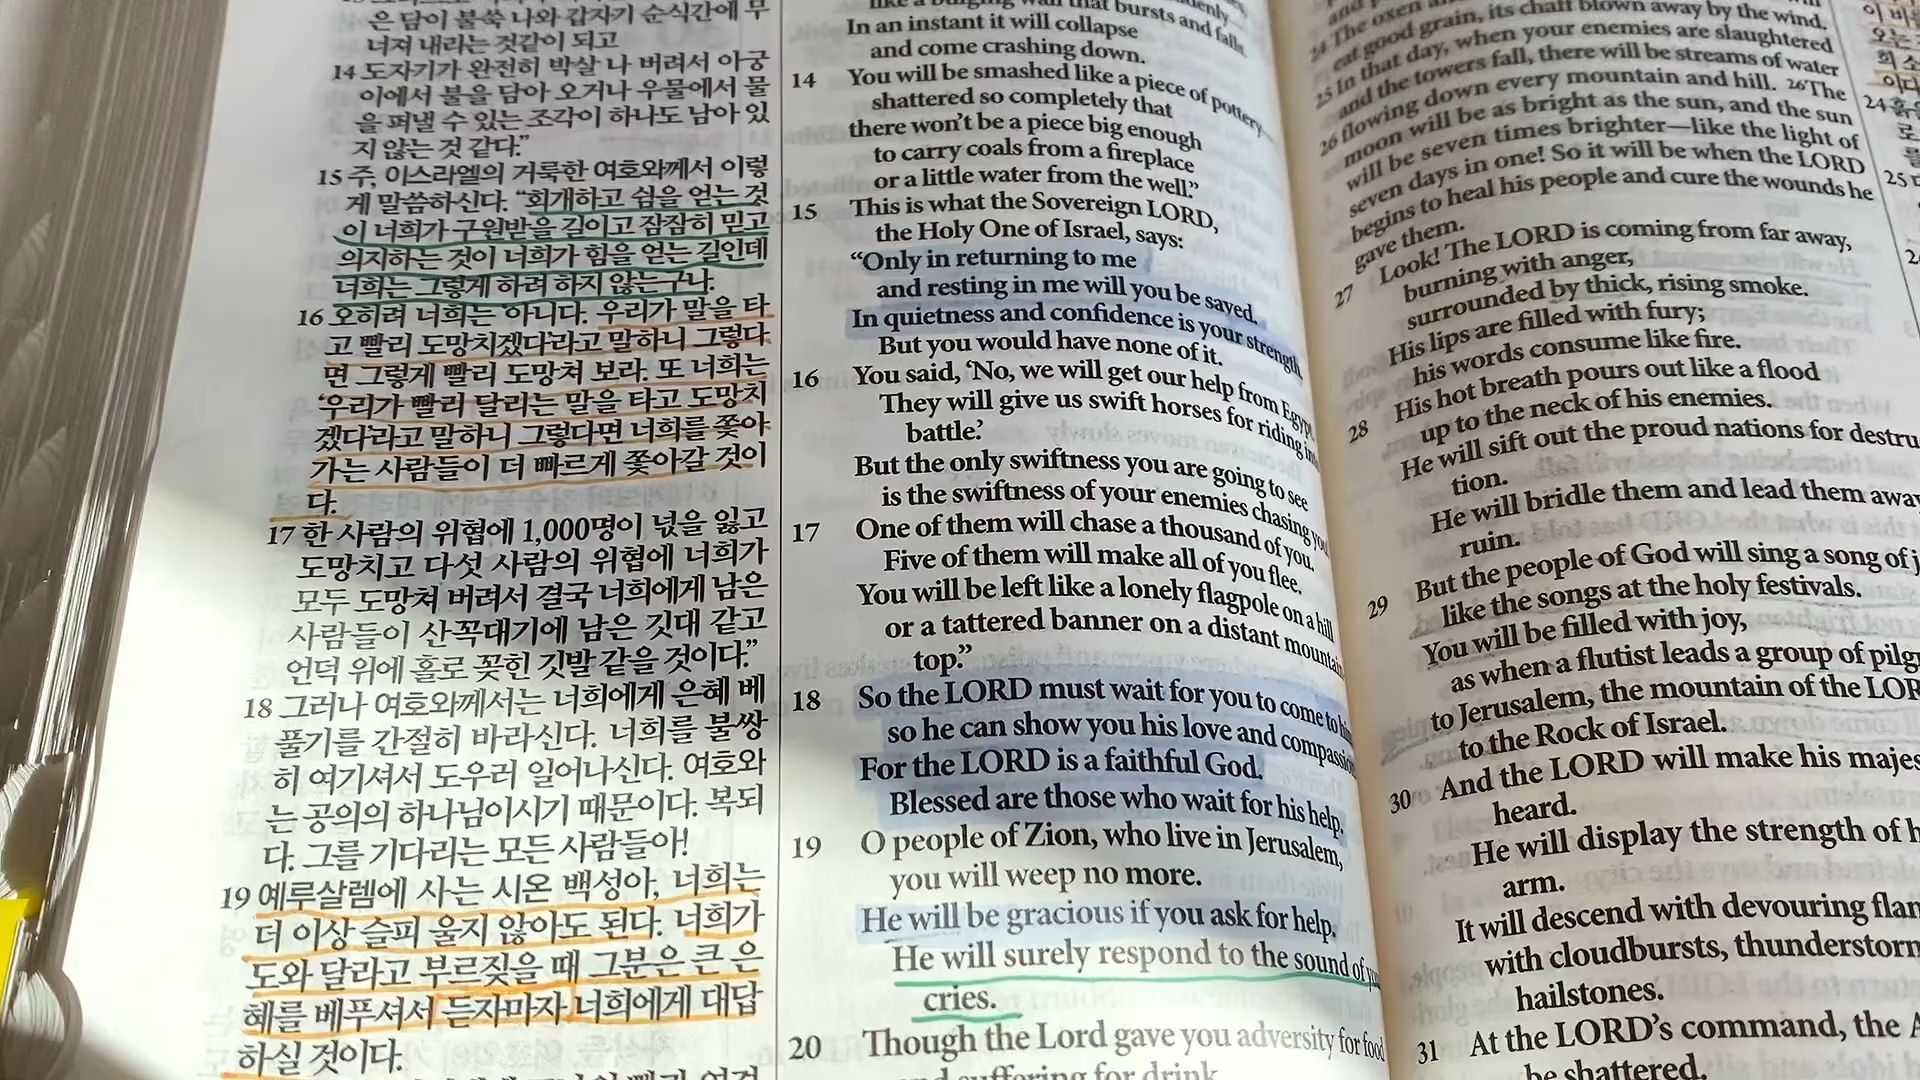 은 담이 불쑥 나와 갑자기 순식간에 무
너져 내리는 것같이 되고
14 도자기가 완전히 박살 나 버려서 아궁
이에서 불을 담아 오거나 우물에서 물
을 퍼낼 수 있는 조각이 하나도 남아 있
지 않는 것 같다.”
15 주, 이스라엘의 거룩한 여호와께서 이렇
게 말씀하신다. “회개하고 쉼을 얻는 것
이 너희가 구원받을 길이고 잠잠히 믿고
의지하는 것이 너희가 힘을 얻는 길인데
너희는 그렇게 하려 하지 않는구나.
16 오히려 너희는 아니다. 우리가 말을 타
고 빨리 도망치겠다’라고 말하니 그렇다
면 그렇게 빨리 도망쳐 보라. 또 너희는
‘우리가 빨리 달리는 말을 타고 도망치
겠다’라고 말하니 그렇다면 너희를 쫓아
가는 사람들이 더 빠르게 쫓아갈 것이
다.
17 한 사람의 위협에 1,000명이 넋을 잃고
도망치고 다섯 사람의 위협에 너희가
모두 도망쳐 버려서 결국 너희에게 남은
사람들이 산꼭대기에 남은 깃대 같고
언덕 위에 홀로 꽂힌 깃발 같을 것이다.”
18 그러나 여호와께서는 너희에게 은혜 베
풀기를 간절히 바라신다. 너희를 불쌍
히 여기셔서 도우러 일어나신다. 여호와
는 공의의 하나님이시기 때문이다. 복되
다. 그를 기다리는 모든 사람들아!
19 예루살렘에 사는 시온 백성아, 너희는
더 이상 슬피 울지 않아도 된다. 너희가
도와 달라고 부르짖을 때 그분은 큰 은
혜를 베푸셔서 듣자마자 너희에게 대답
하실 것이다.
like a bulging wall that bursts and falls.
In an instant it will collapse
and come crashing down.
14 You will be smashed like a piece of pottery—
shattered so completely that
there won’t be a piece big enough
to carry coals from a fireplace
or a little water from the well.”
15 This is what the Sovereign LORD,
the Holy One of Israel, says:
“Only in returning to me
and resting in me will you be saved.
In quietness and confidence is your strength.
But you would have none of it.
16 You said, ‘No, we will get our help from Egypt.
They will give us swift horses for riding into
battle.’
But the only swiftness you are going to see
is the swiftness of your enemies chasing you
17 One of them will chase a thousand of you.
Five of them will make all of you flee.
You will be left like a lonely flagpole on a hill
or a tattered banner on a distant mountain
top.”
18 So the LORD must wait for you to come to him
so he can show you his love and compassion
For the LORD is a faithful God.
Blessed are those who wait for his help.
19 O people of Zion, who live in Jerusalem,
you will weep no more.
He will be gracious if you ask for help.
He will surely respond to the sound of your
cries.
20 Though the Lord gave you adversity for food
and suffering for drink
24 The oxen
eat good grain, its chaff blown away by the wind.
25 In that day, when your enemies are slaughtered
and the towers fall, there will be streams of water
26 flowing down every mountain and hill. 26 The
moon will be as bright as the sun, and the sun
will be seven times brighter—like the light of
seven days in one! So it will be when the LORD
begins to heal his people and cure the wounds he
gave them.
27 Look! The LORD is coming from far away,
burning with anger,
surrounded by thick, rising smoke.
His lips are filled with fury;
his words consume like fire.
28 His hot breath pours out like a flood
up to the neck of his enemies.
He will sift out the proud nations for destruc
tion.
He will bridle them and lead them away
ruin.
29 But the people of God will sing a song of j
like the songs at the holy festivals.
You will be filled with joy,
as when a flutist leads a group of pilgr
to Jerusalem, the mountain of the LOR
to the Rock of Israel.
30 And the LORD will make his majes
heard.
He will display the strength of h
arm.
It will descend with devouring flam
with cloudbursts, thunderstorm
hailstones.
31 At the LORD’s command, the A
be shattered.
24
25